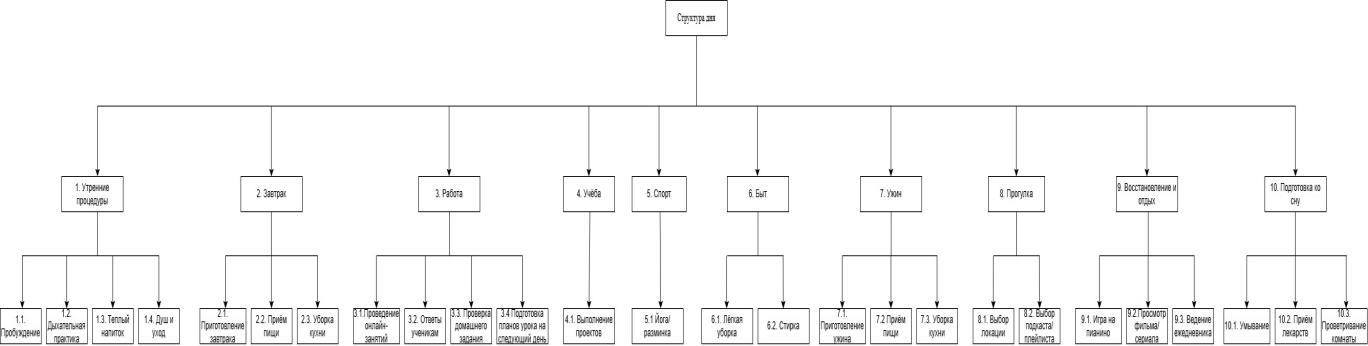 Структура дня
1. Утренние
процедуры
2. Завтрак
3. Работа
4. Учёба
5. Спорт
6. Быт
7. Ужин
8. Прогулка
9. Восстановление и
отдых
10. Подготовка ко
сну
1.1.
Пробуждение
1.2.
Дыхательная
практика
1.3. Теплый
напиток
1.4. Душ и
уход
2.1.
Приготовление
завтрака
2.2. Приём
пищи
2.3. Уборка
кухни
3.1.Проведение
онлайн-
занятий
3.2. Ответы
ученикам
3.3. Проверка
домашнего
задания
3.4 Подготовка
планов урока на
следующий день
4.1. Выполнение
проектов
5.1 Йога/
разминка
6.1. Лёгкая
уборка
6.2. Стирка
7.1.
Приготовление
ужина
7.2 Приём
пищи
7.3. Уборка
кухни
8.1. Выбор
локации
8.2. Выбор
подкаста/
плейлиста
9.1. Игра на
пианино
9.2.Просмотр
фильма/
сериала
9.3. Ведение
ежедневника
10.1. Умывание
10.2. Приём
лекарств
10.3.
Проветривание
комнаты